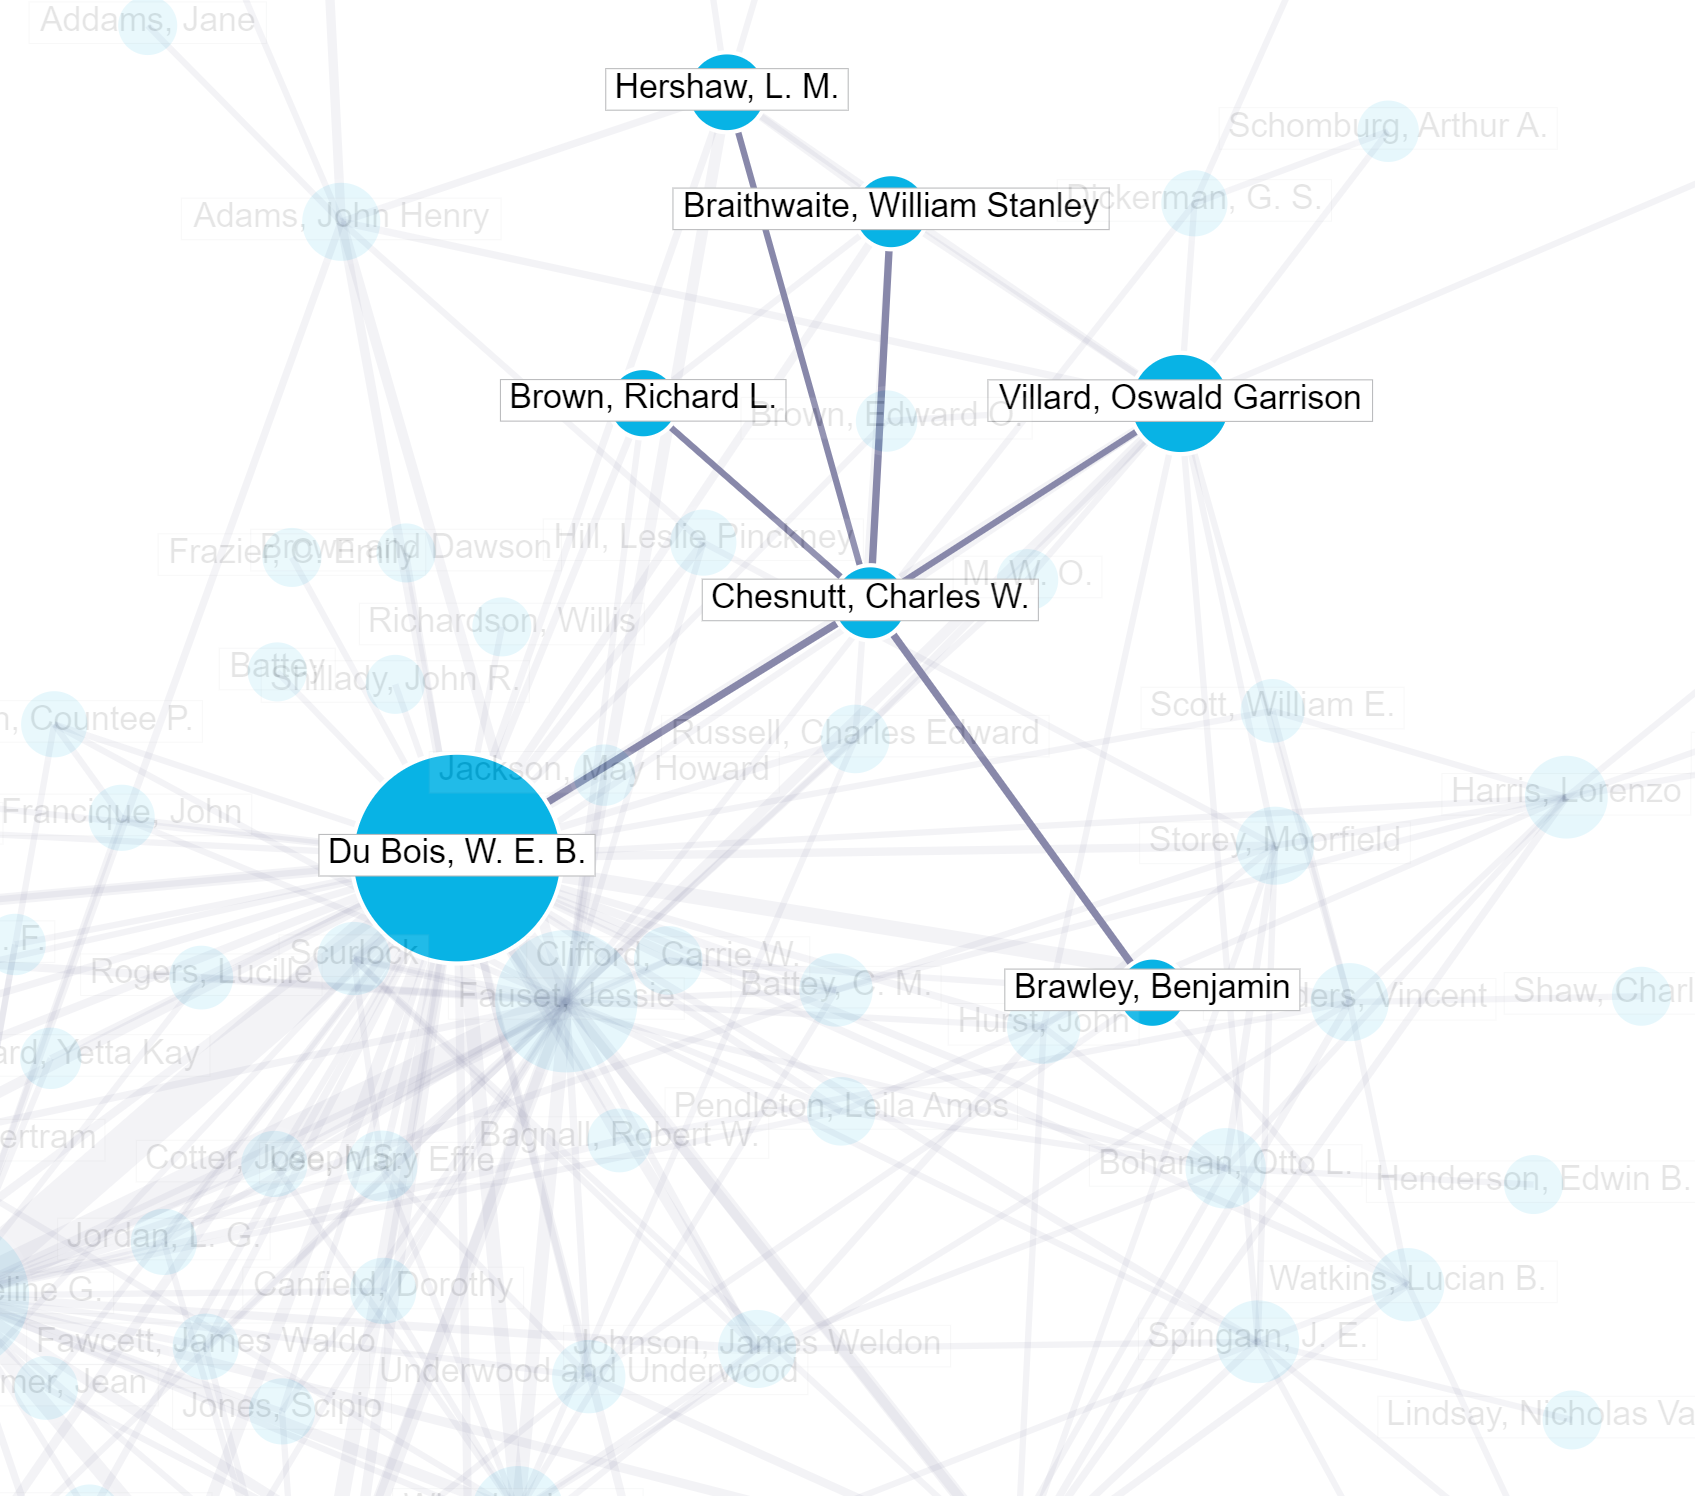 Addams, Jane
Hershaw, L. M.
Schomburg, Arthur A.
Adams, John Henry
Braithwaite, William Stanley
Dickerman, G. S.
Brown, Richard L.
Brown, Edward O.
Villard, Oswald Garrison
Frazier, C. Emily
Brown and Dawson
Hill, Leslie Pinckney
M. W. O.
Chesnutt, Charles W.
Richardson, Willis
Battey
Shillady, John R.
n, Countee P.
Russell, Charles Edward
Scott, William E.
Jackson, May Howard
Harris, Lorenzo
Francique, John
Du Bois, W. E. B.
Storey, Moorfield
. F.
Scurlock
Clifford, Carrie W.
Rogers, Lucille
Fauset, Jessie
Battey, C. M.
Brawley, Benjamin
ders, Vincent
Shaw, Charl
Hurst, John
ard, Yetta Kay
Pendleton, Leila Amos
ertram
Bagnall, Robert W.
Cotter, Joseph S.
Lee, Mary Effie
Bohanan, Otto L.
Henderson, Edwin B.
Jordan, L. G.
eline G.
Canfield, Dorothy
Watkins, Lucian B.
Fawcett, James Waldo
Johnson, James Weldon
Spingarn, J. E.
mer, Jean
Underwood and Underwood
Jones, Scipio
Lindsay, Nicholas Va